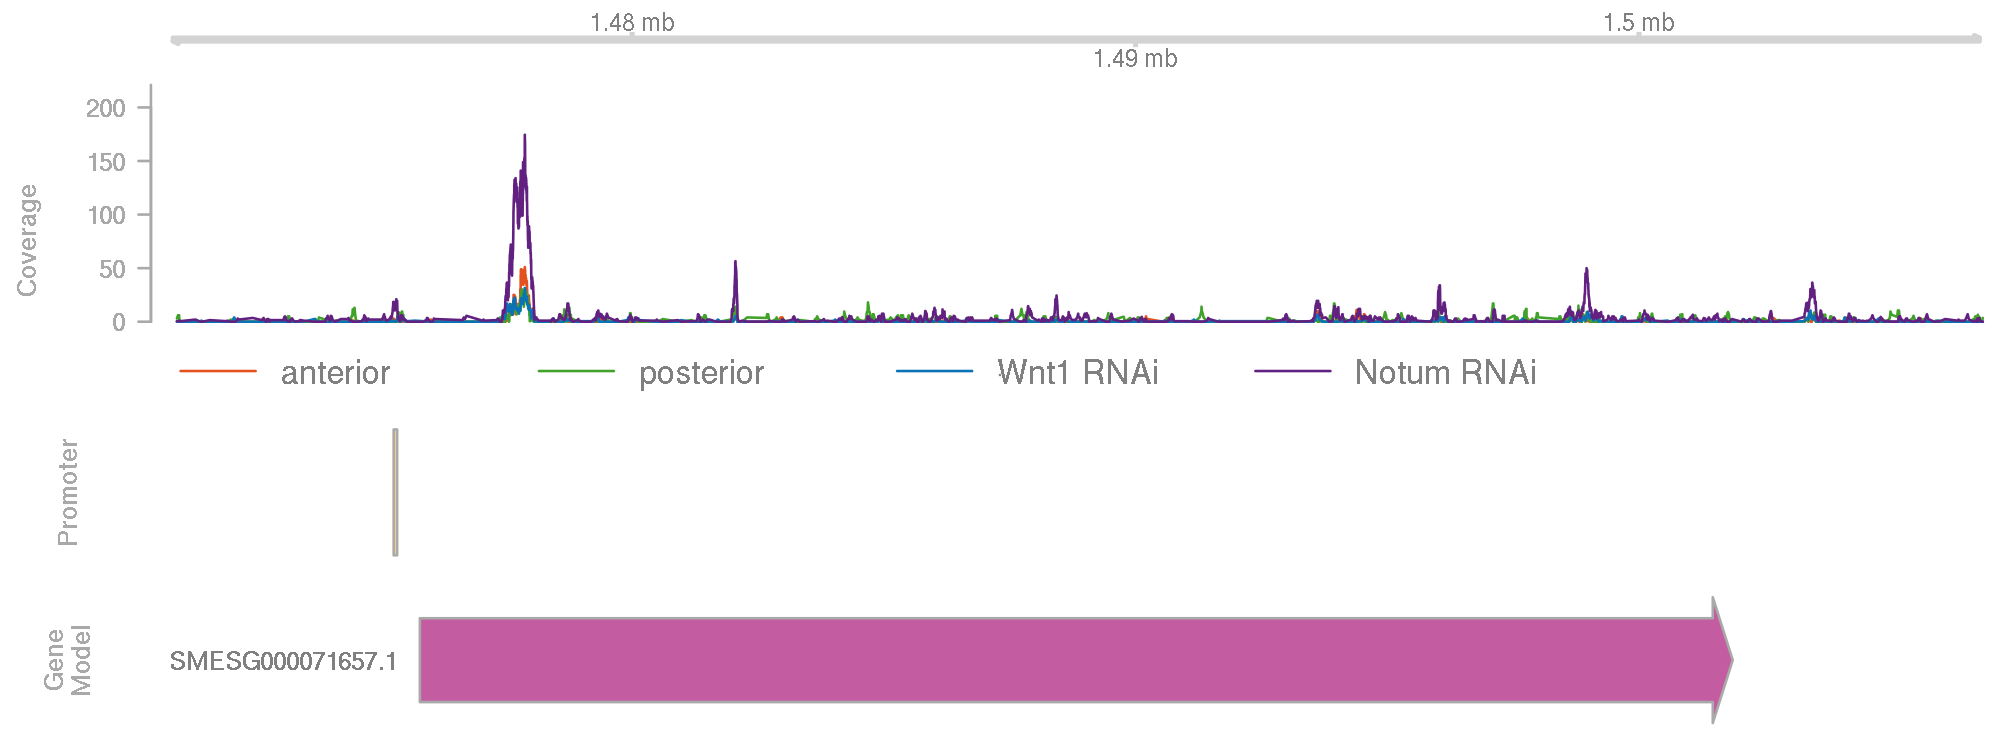 1.48 mb
1.5 mb
1.49 mb
200
150
100
50
0
Coverage
anterior
posterior
Wnt1 RNAi
Notum RNAi
Promoter
Gene
Model
SMESG000071657.1